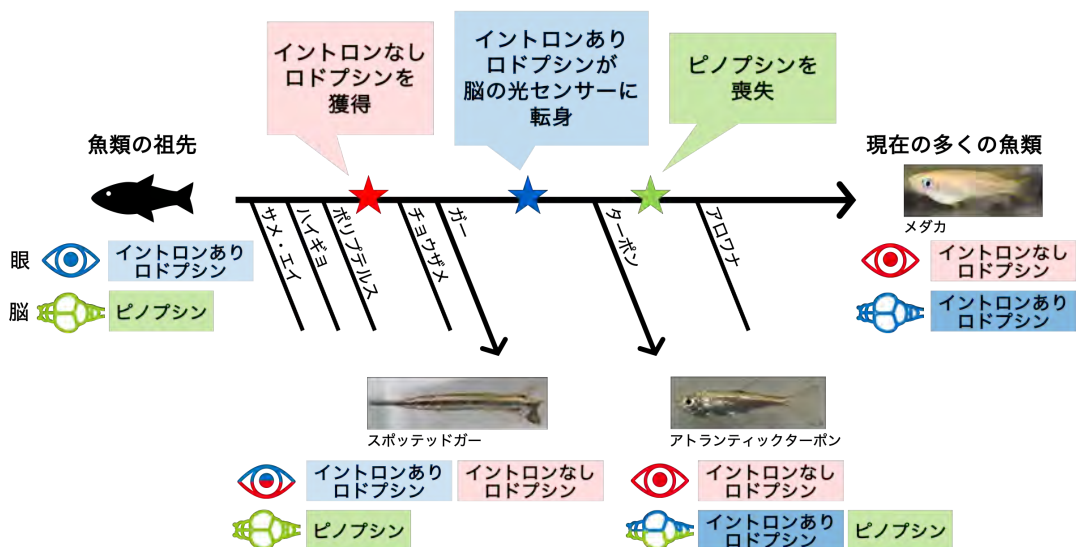 イントロンなし
ロドプシンを
獲得
イントロンあり
ロドプシンが
脳の光センサーに
転身
ピノプシンを
喪失
魚類の祖先
現在の多くの魚類
サメ・エイ
ハイギョ
ポリプテルス
チョウザメ
ガー
ターポン
アロワナ
メダカ
眼
イントロンあり
ロドプシン
脳
ピノプシン
イントロンなし
ロドプシン
イントロンあり
ロドプシン
スポッテッドガー
イントロンあり
ロドプシン
イントロンなし
ロドプシン
ピノプシン
アトランティックターポン
イントロンなし
ロドプシン
イントロンあり
ロドプシン
ピノプシン